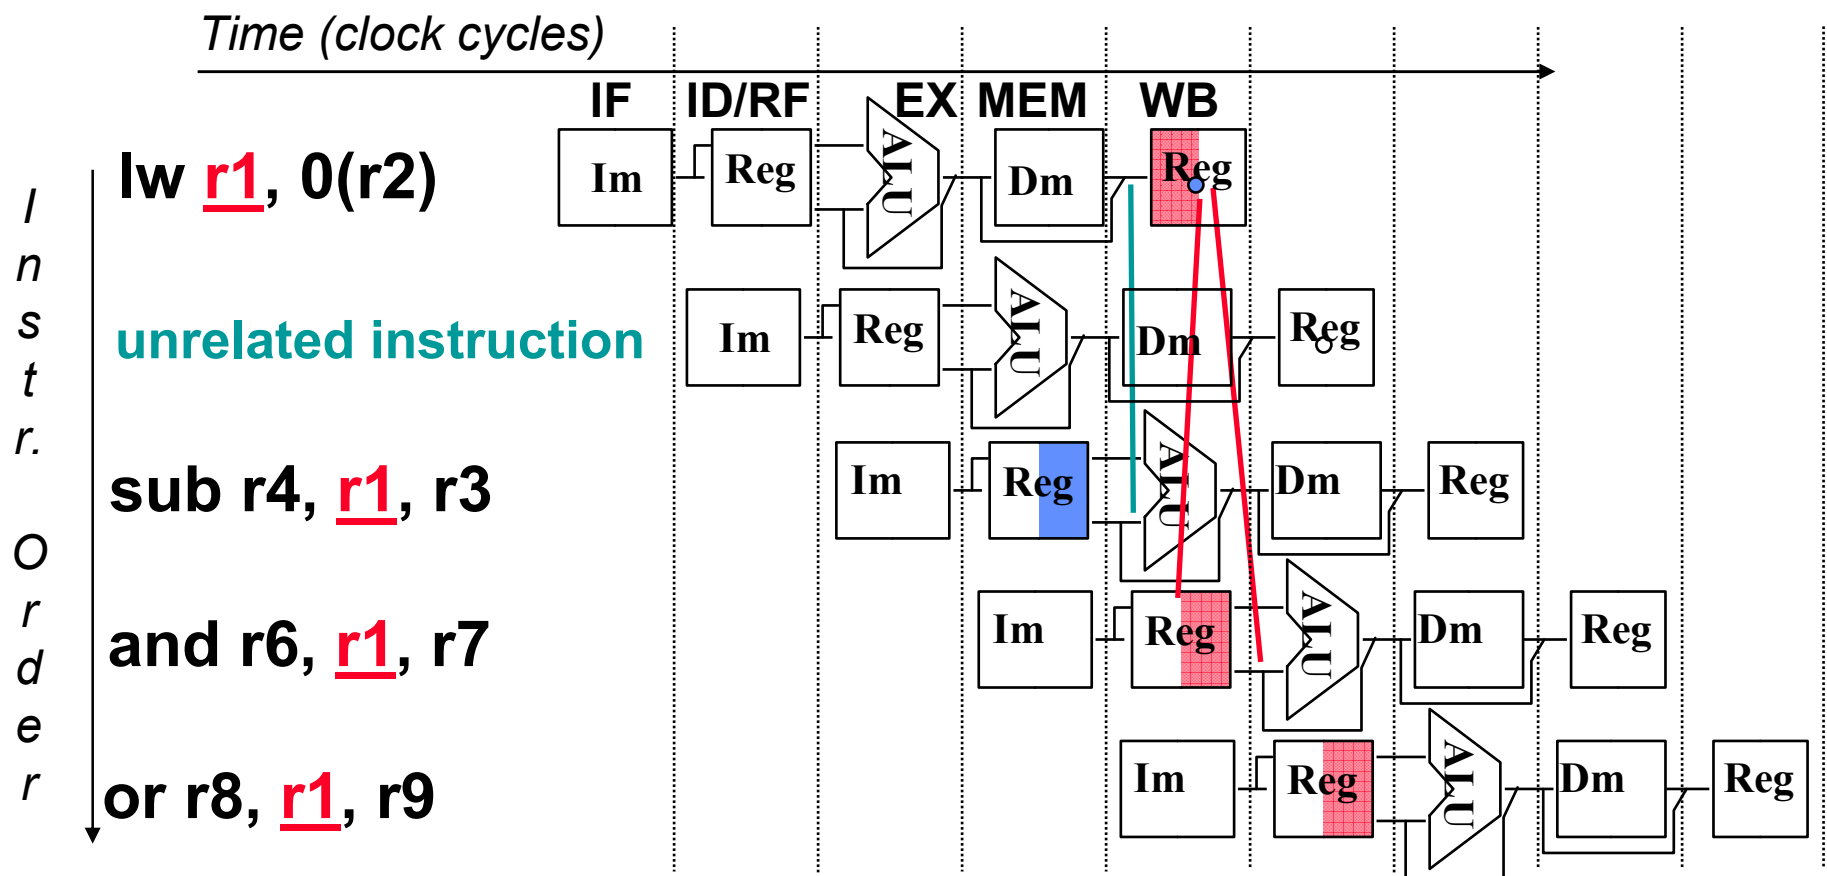 Time (clock cycles)
IF ID/RF EX MEM WB
lw r1, 0(r2) Im Reg ALU Dm Reg
unrelated instruction Im Reg ALU Dm Reg
sub r4, r1, r3 Im Reg ALU Dm Reg
and r6, r1, r7 Im Reg ALU Dm Reg
or r8, r1, r9 Im Reg ALU Dm Reg
Instr. Order